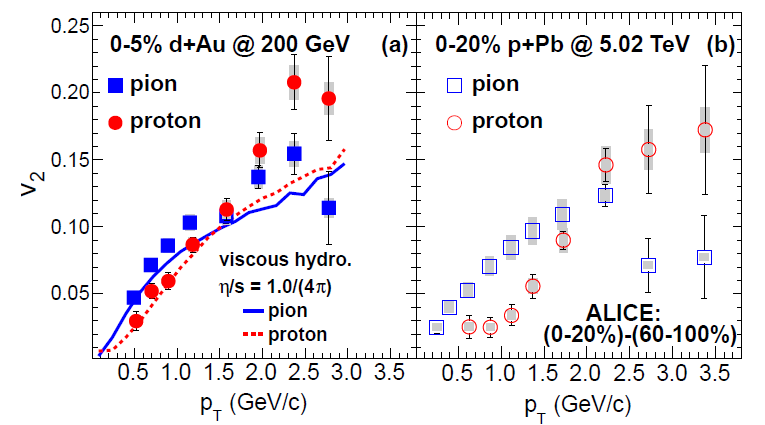 0-5% d+Au @ 200 GeV (a)
pion
proton
viscous hydro.
η/s = 1.0/(4π)
pion
proton
0.25
0.20
0.15
0.10
0.05
v2
0.5 1.0 1.5 2.0 2.5 3.0
pT (GeV/c)
0-20% p+Pb @ 5.02 TeV (b)
pion
proton
ALICE:
(0-20%)-(60-100%)
0.5 1.0 1.5 2.0 2.5 3.0 3.5
pT (GeV/c)